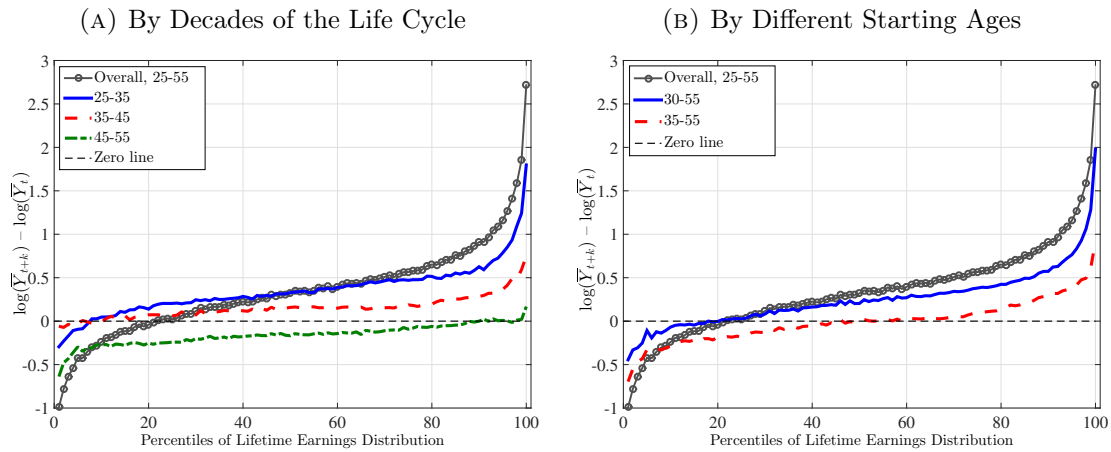 (A) By Decades of the Life Cycle
3
2.5
2
1.5
1
0.5
0
-0.5
-1
log(Y̅t+k) − log(Y̅t)
Overall, 25-55
25-35
35-45
45-55
Zero line
0 20 40 60 80 100
Percentiles of Lifetime Earnings Distribution
(B) By Different Starting Ages
3
2.5
2
1.5
1
0.5
0
-0.5
-1
log(Y̅t+k) − log(Y̅t)
Overall, 25-55
30-55
35-55
Zero line
0 20 40 60 80 100
Percentiles of Lifetime Earnings Distribution